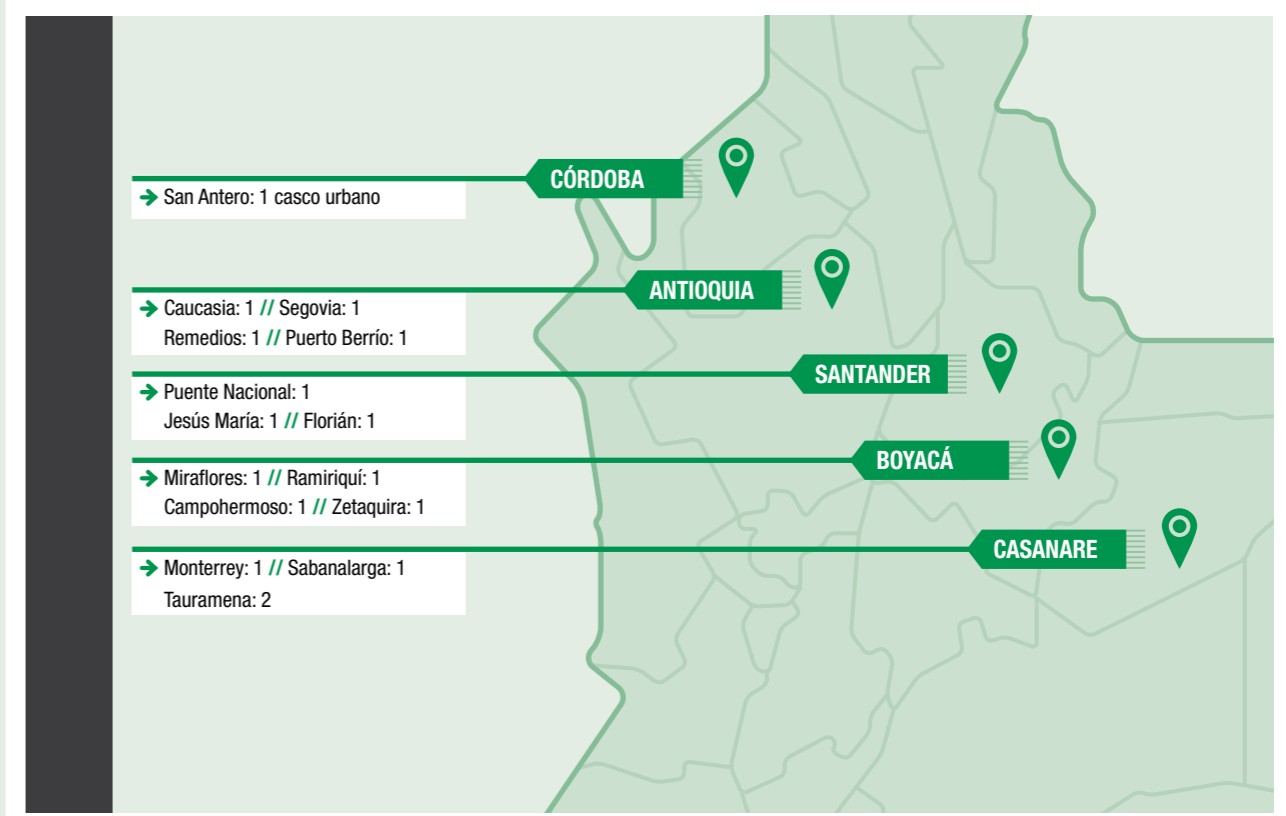 CÓRDOBA
→ San Antero: 1 casco urbano
ANTIOQUIA
→ Caucasia: 1 // Segovia: 1
Remedios: 1 // Puerto Berrío: 1
SANTANDER
→ Puente Nacional: 1
Jesús María: 1 // Florián: 1
BOYACÁ
→ Miraflores: 1 // Ramiriquí: 1
Campohermoso: 1 // Zetaquira: 1
CASANARE
→ Monterrey: 1 // Sabanalarga: 1
Tauramena: 2